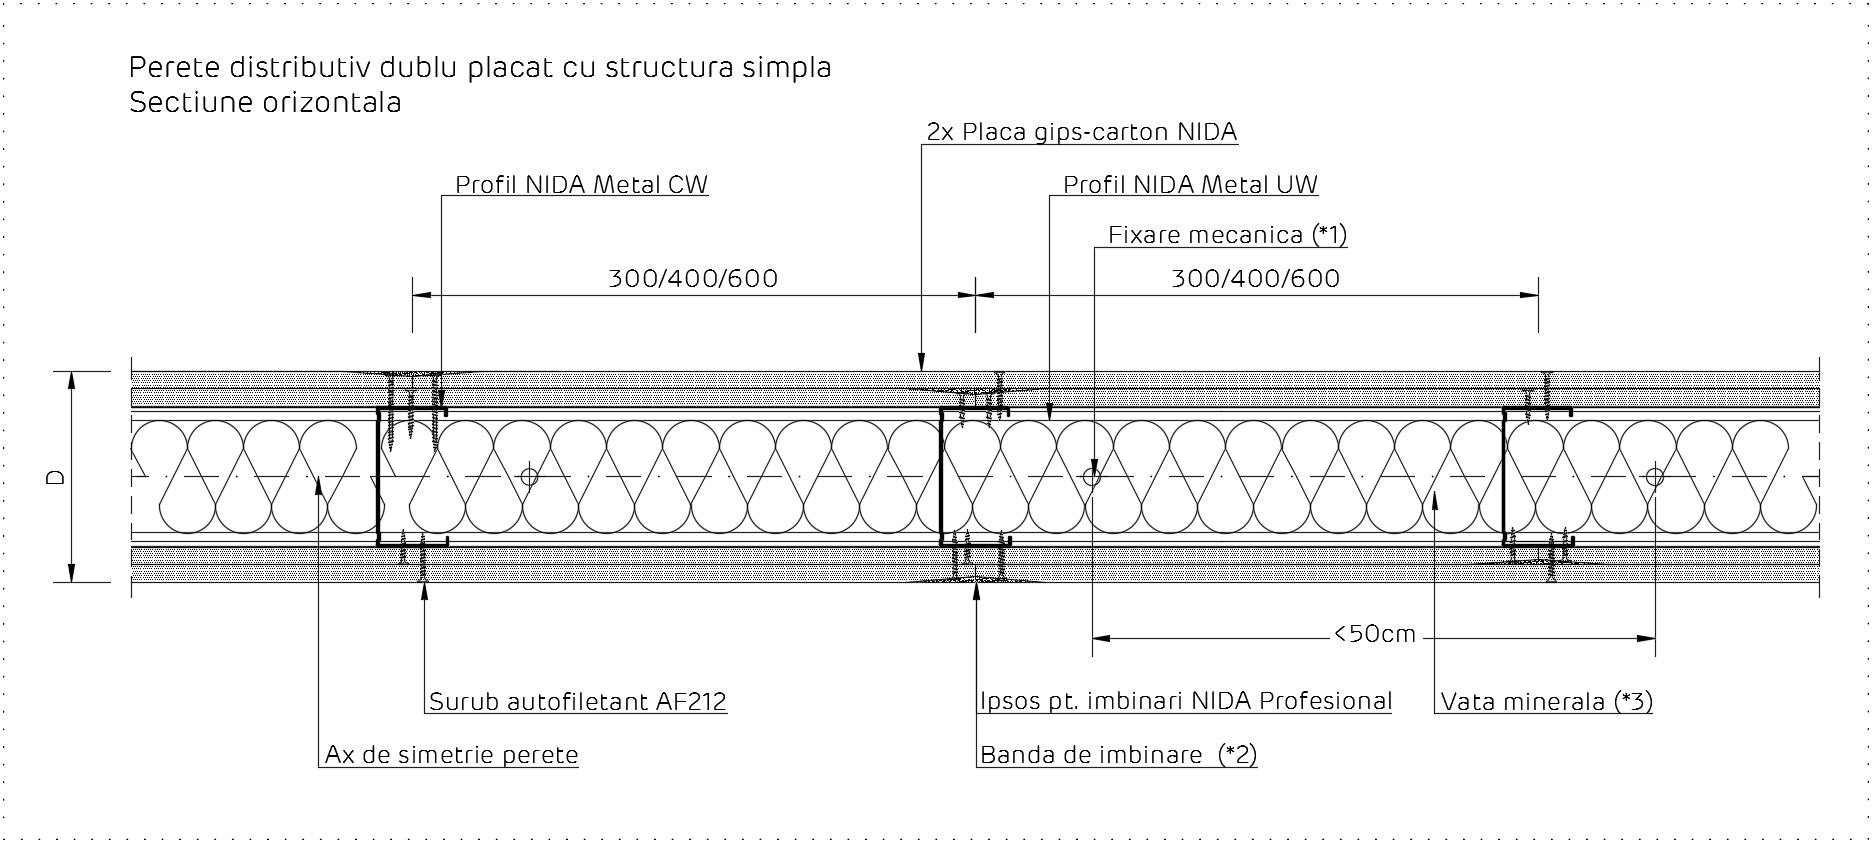 Perete distributiv dublu placat cu structura simpla
Sectiune orizontala
2x Placa gips-carton NIDA
Profil NIDA Metal CW
Profil NIDA Metal UW
Fixare mecanica (*1)
300/400/600
300/400/600
D
<50cm
Surub autofiletant AF212
Ipsos pt. imbinari NIDA Profesional
Vata minerala (*3)
Ax de simetrie perete
Banda de imbinare (*2)